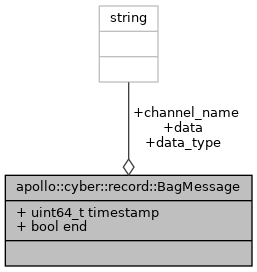 string
+channel_name
+data
+data_type
apollo::cyber::record::BagMessage
+ uint64_t timestamp
+ bool end